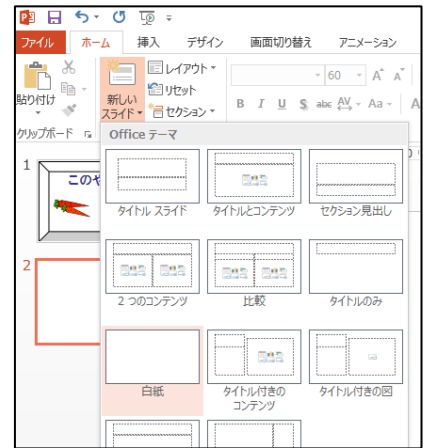 ファイル ホーム 挿入 デザイン 画面切り替え アニメーション
貼り付け
新しい
スライド
レイアウト
リセット
セクション
60
A A
B I U S abc AV Aa A
クリップボード
Office テーマ
1
このや
タイトル スライド タイトルとコンテンツ セクション見出し
2
2 つのコンテンツ 比較 タイトルのみ
白紙 タイトル付きの タイトル付きの図
コンテンツ